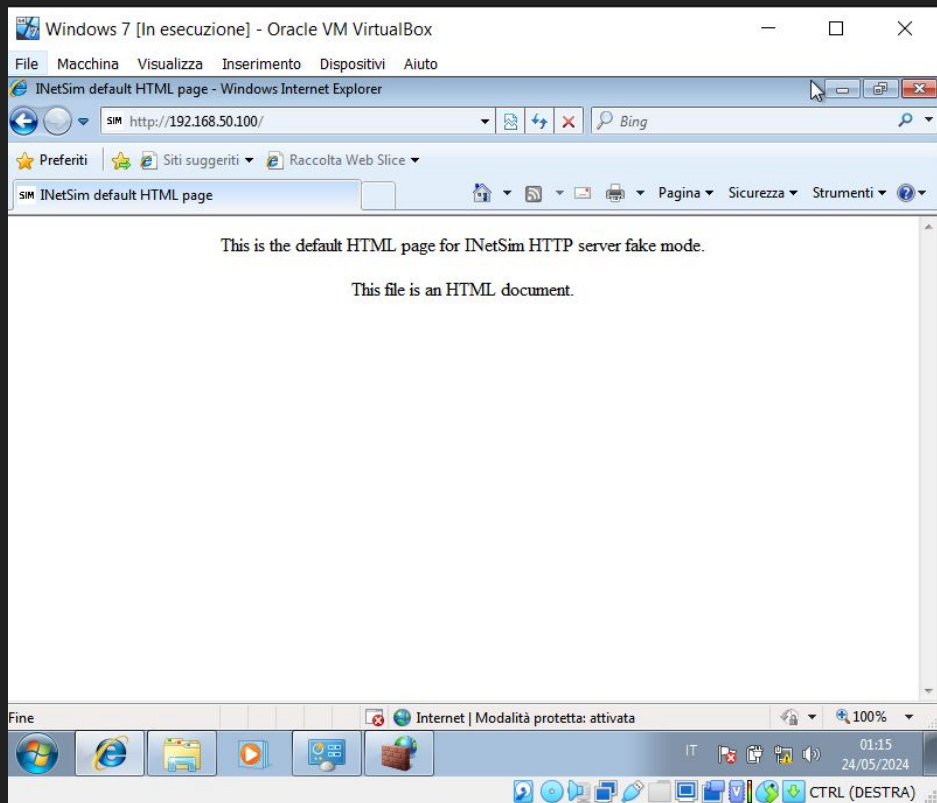 Windows 7 [In esecuzione] - Oracle VM VirtualBox
File Macchina Visualizza Inserimento Dispositivi Aiuto
INetSim default HTML page - Windows Internet Explorer
SIM http://192.168.50.100/ Bing
Preferiti Siti suggeriti Raccolta Web Slice
SIM INetSim default HTML page Pagina Sicurezza Strumenti
This is the default HTML page for INetSim HTTP server fake mode.
This file is an HTML document.
Fine Internet | Modalità protetta: attivata 100%
IT 01:15
24/05/2024
CTRL (DESTRA)